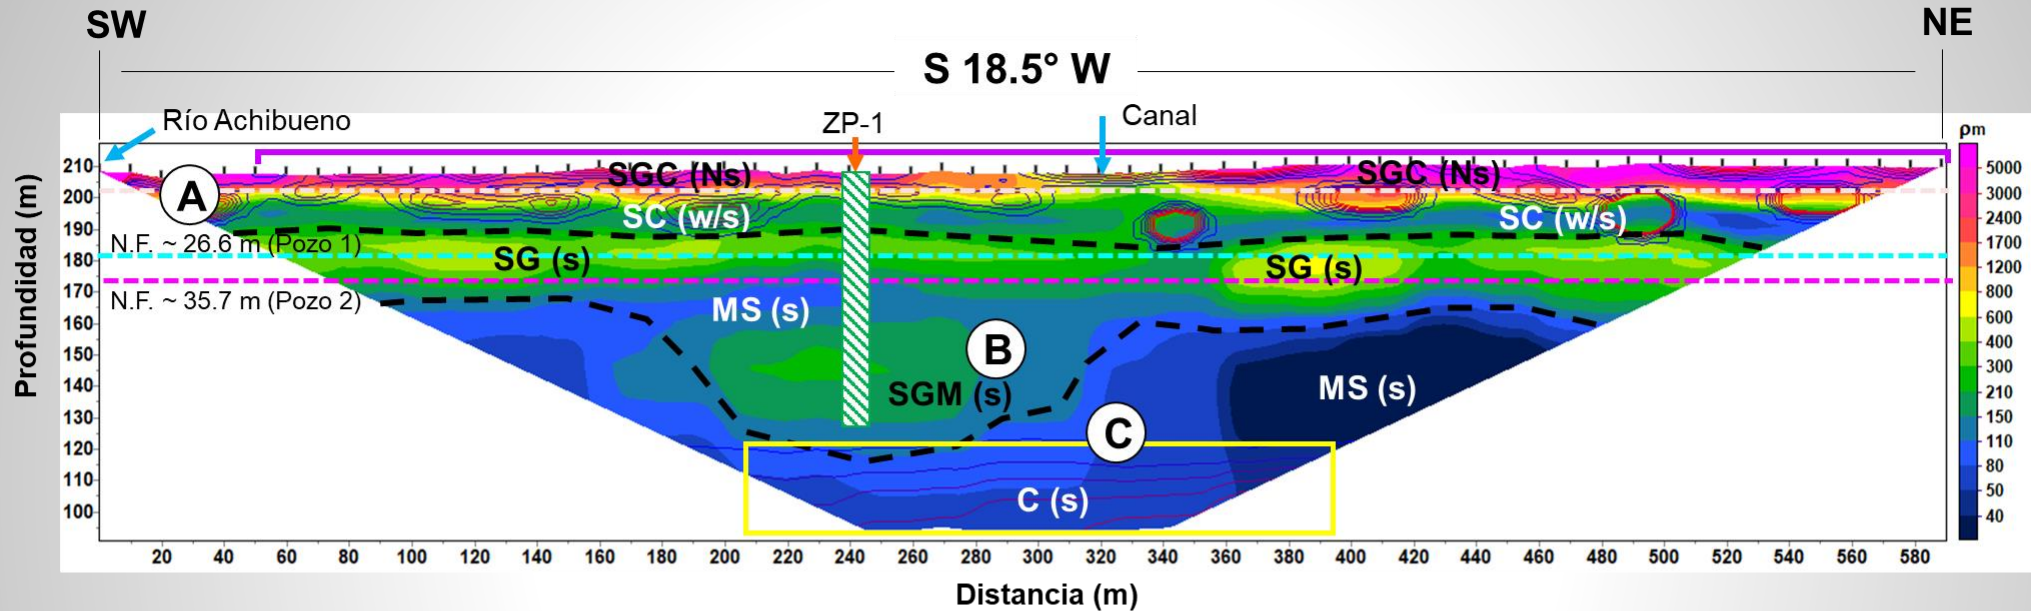 SW
NE
S 18.5° W
Río Achibueno
ZP-1
Canal
ρm
SGC (Ns)
SGC (Ns)
A
SC (w/s)
SC (w/s)
N.F. ~ 26.6 m (Pozo 1)
SG (s)
SG (s)
N.F. ~ 35.7 m (Pozo 2)
MS (s)
B
SGM (s)
MS (s)
C
C (s)
Profundidad (m)
210
200
190
180
170
160
150
140
130
120
110
100
5000
3000
2400
1700
1200
800
600
400
300
210
150
110
80
50
40
20 40 60 80 100 120 140 160 180 200 220 240 260 280 300 320 340 360 380 400 420 440 460 480 500 520 540 560 580
Distancia (m)